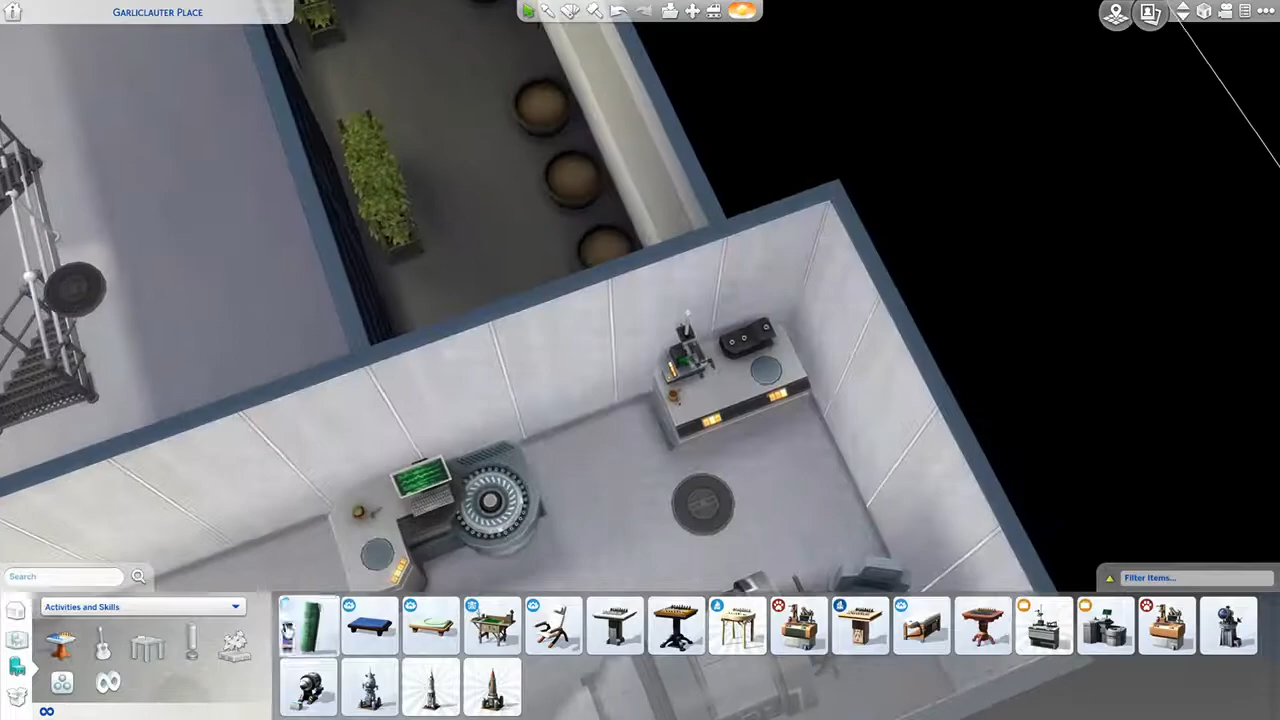 GARLICLAUTER PLACE
Search
Filter Items...
Activities and Skills